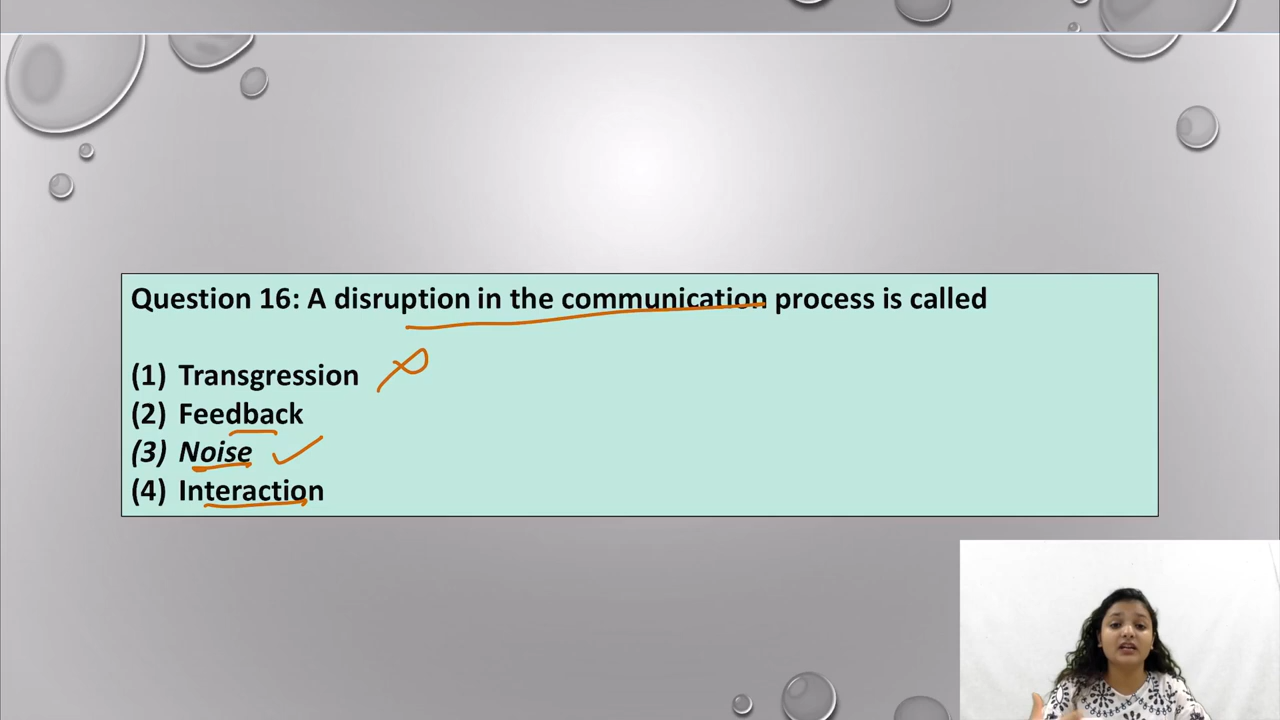 Question 16: A disruption in the communication process is called
(1) Transgression
(2) Feedback
(3) Noise
(4) Interaction